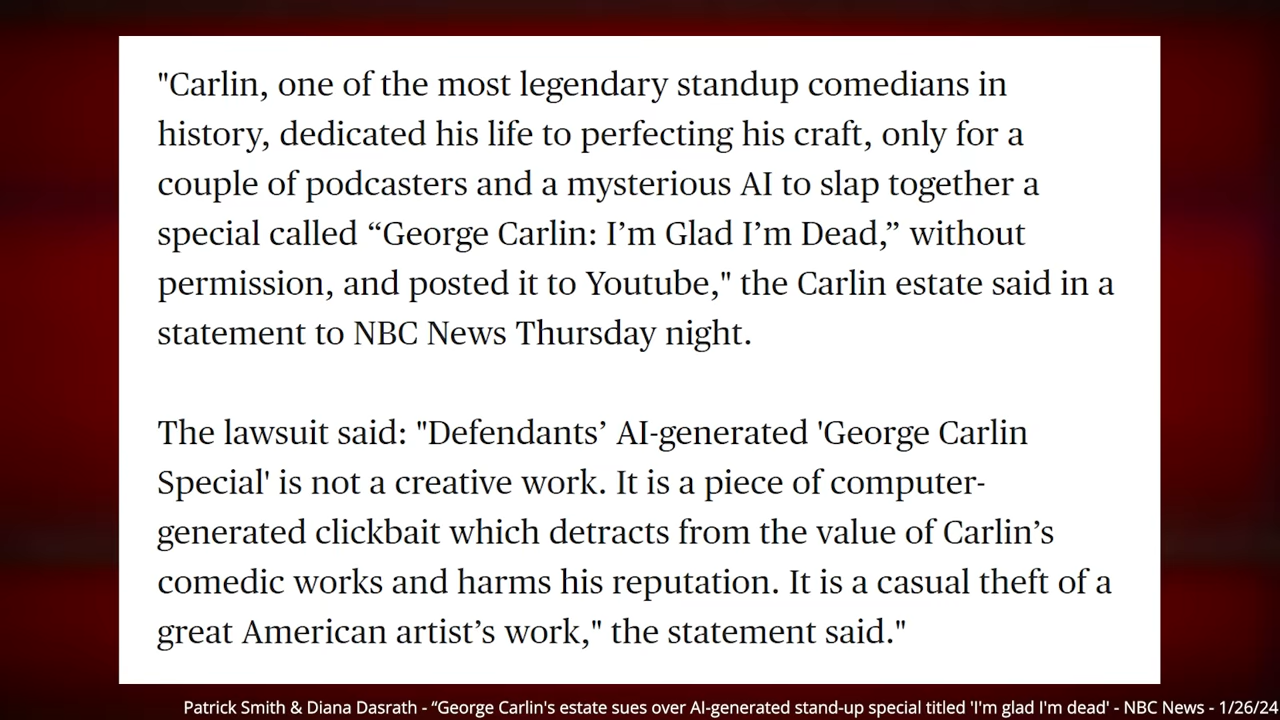 "Carlin, one of the most legendary standup comedians in
history, dedicated his life to perfecting his craft, only for a
couple of podcasters and a mysterious AI to slap together a
special called “George Carlin: I’m Glad I’m Dead,” without
permission, and posted it to Youtube," the Carlin estate said in a
statement to NBC News Thursday night.
The lawsuit said: "Defendants’ AI-generated 'George Carlin
Special' is not a creative work. It is a piece of computer-
generated clickbait which detracts from the value of Carlin’s
comedic works and harms his reputation. It is a casual theft of a
great American artist’s work," the statement said."
Patrick Smith & Diana Dasrath - “George Carlin's estate sues over AI-generated stand-up special titled 'I'm glad I'm dead' - NBC News - 1/26/24